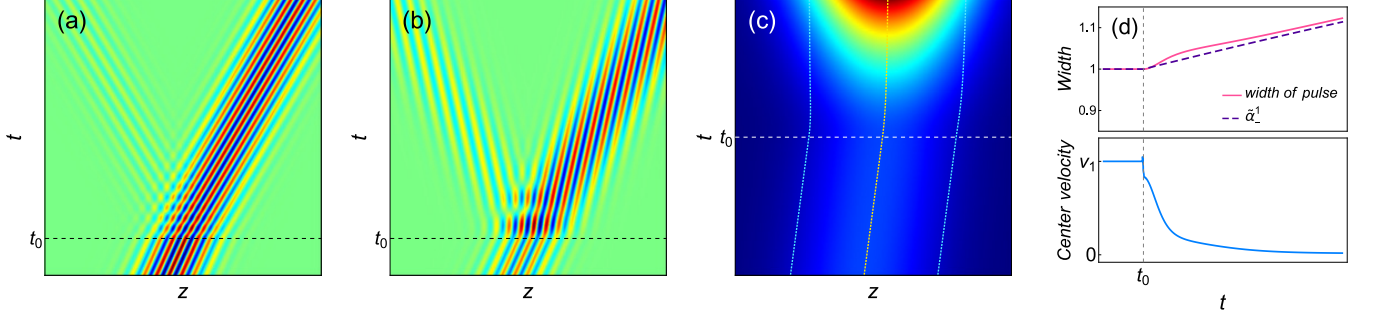 (a)
t
t0
z
(b)
t
t0
z
(c)
t
t0
z
(d)
Width
1.1
1
0.9
width of pulse
α̃₋¹
Center velocity
v1
0
t0
t